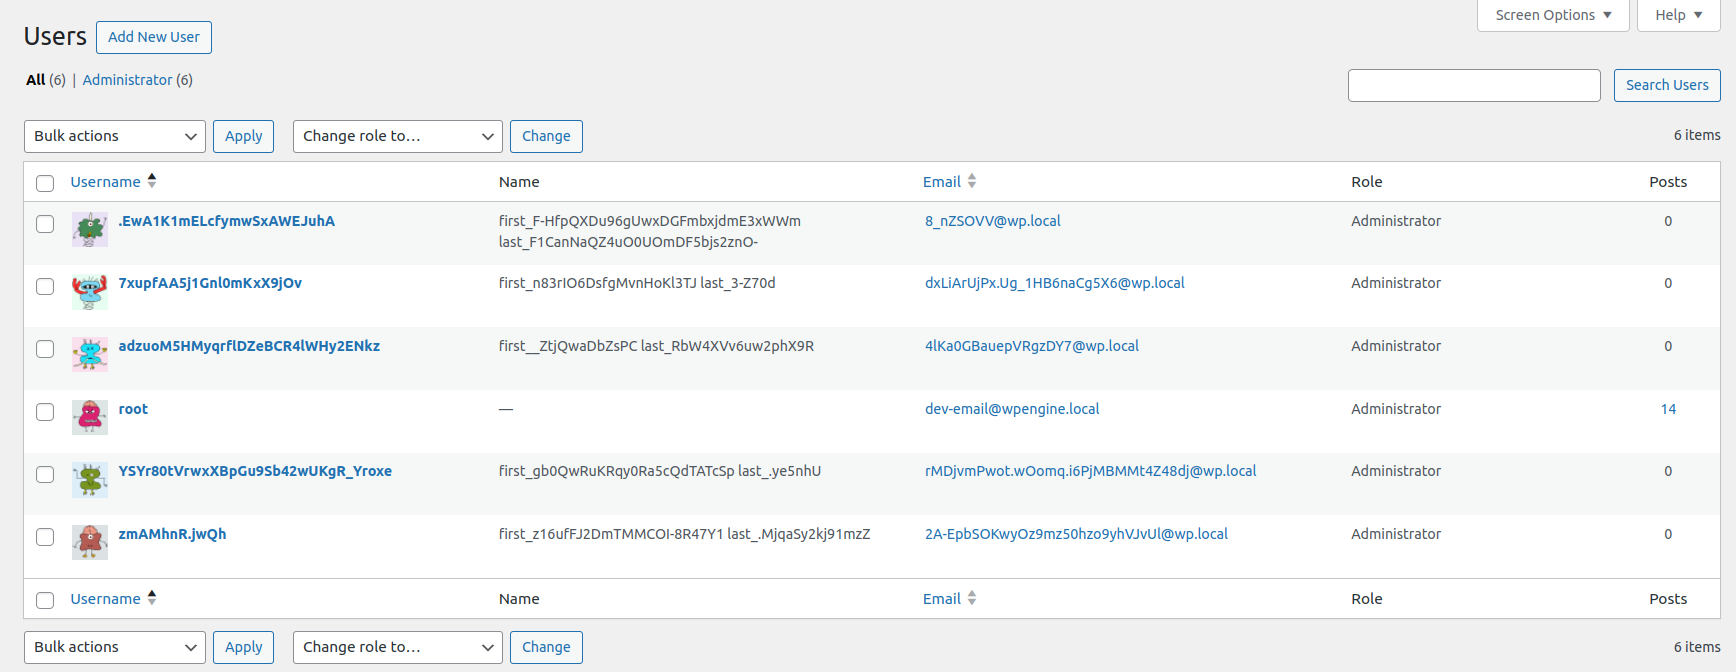 Users Add New User Screen Options Help
All (6) | Administrator (6)
Search Users
Bulk actions Apply Change role to... Change 6 items
Username Name Email Role Posts
.EwA1K1mELcfymwSxAWEJuhA first_F-HfpQXDu96gUwxDGFmbxjdmE3xWWm 8_nZSOVV@wp.local Administrator 0
last_F1CanNaQZ4uO0UOmDF5bjs2znO-
7xupfAA5j1Gnl0mKxX9jOv first_n83rIO6DsfgMvnHoKl3TJ last_3-Z70d dxLiArUjPx.Ug_1HB6naCg5X6@wp.local Administrator 0
adzuoM5HMyqrflDZeBCR4lWHy2ENkz first__ZtjQwaDbZsPC last_RbW4XVv6uw2phX9R 4lKa0GBauepVRgzDY7@wp.local Administrator 0
root — dev-email@wpengine.local Administrator 14
YSYr80tVrwxXBpGu9Sb42wUKgR_Yroxe first_gb0QwRuKRqy0Ra5cQdTATcSp last_.ye5nhU rMDjvmPwot.wOomq.i6PjMBMMt4Z48dj@wp.local Administrator 0
zmAMhnR.jwQh first_z16ufFJ2DmTMMCOI-8R47Y1 last_.MjqaSy2kj91mzZ 2A-EpbSOKwyOz9mz50hzo9yhVJvUl@wp.local Administrator 0
Username Name Email Role Posts
Bulk actions Apply Change role to... Change 6 items